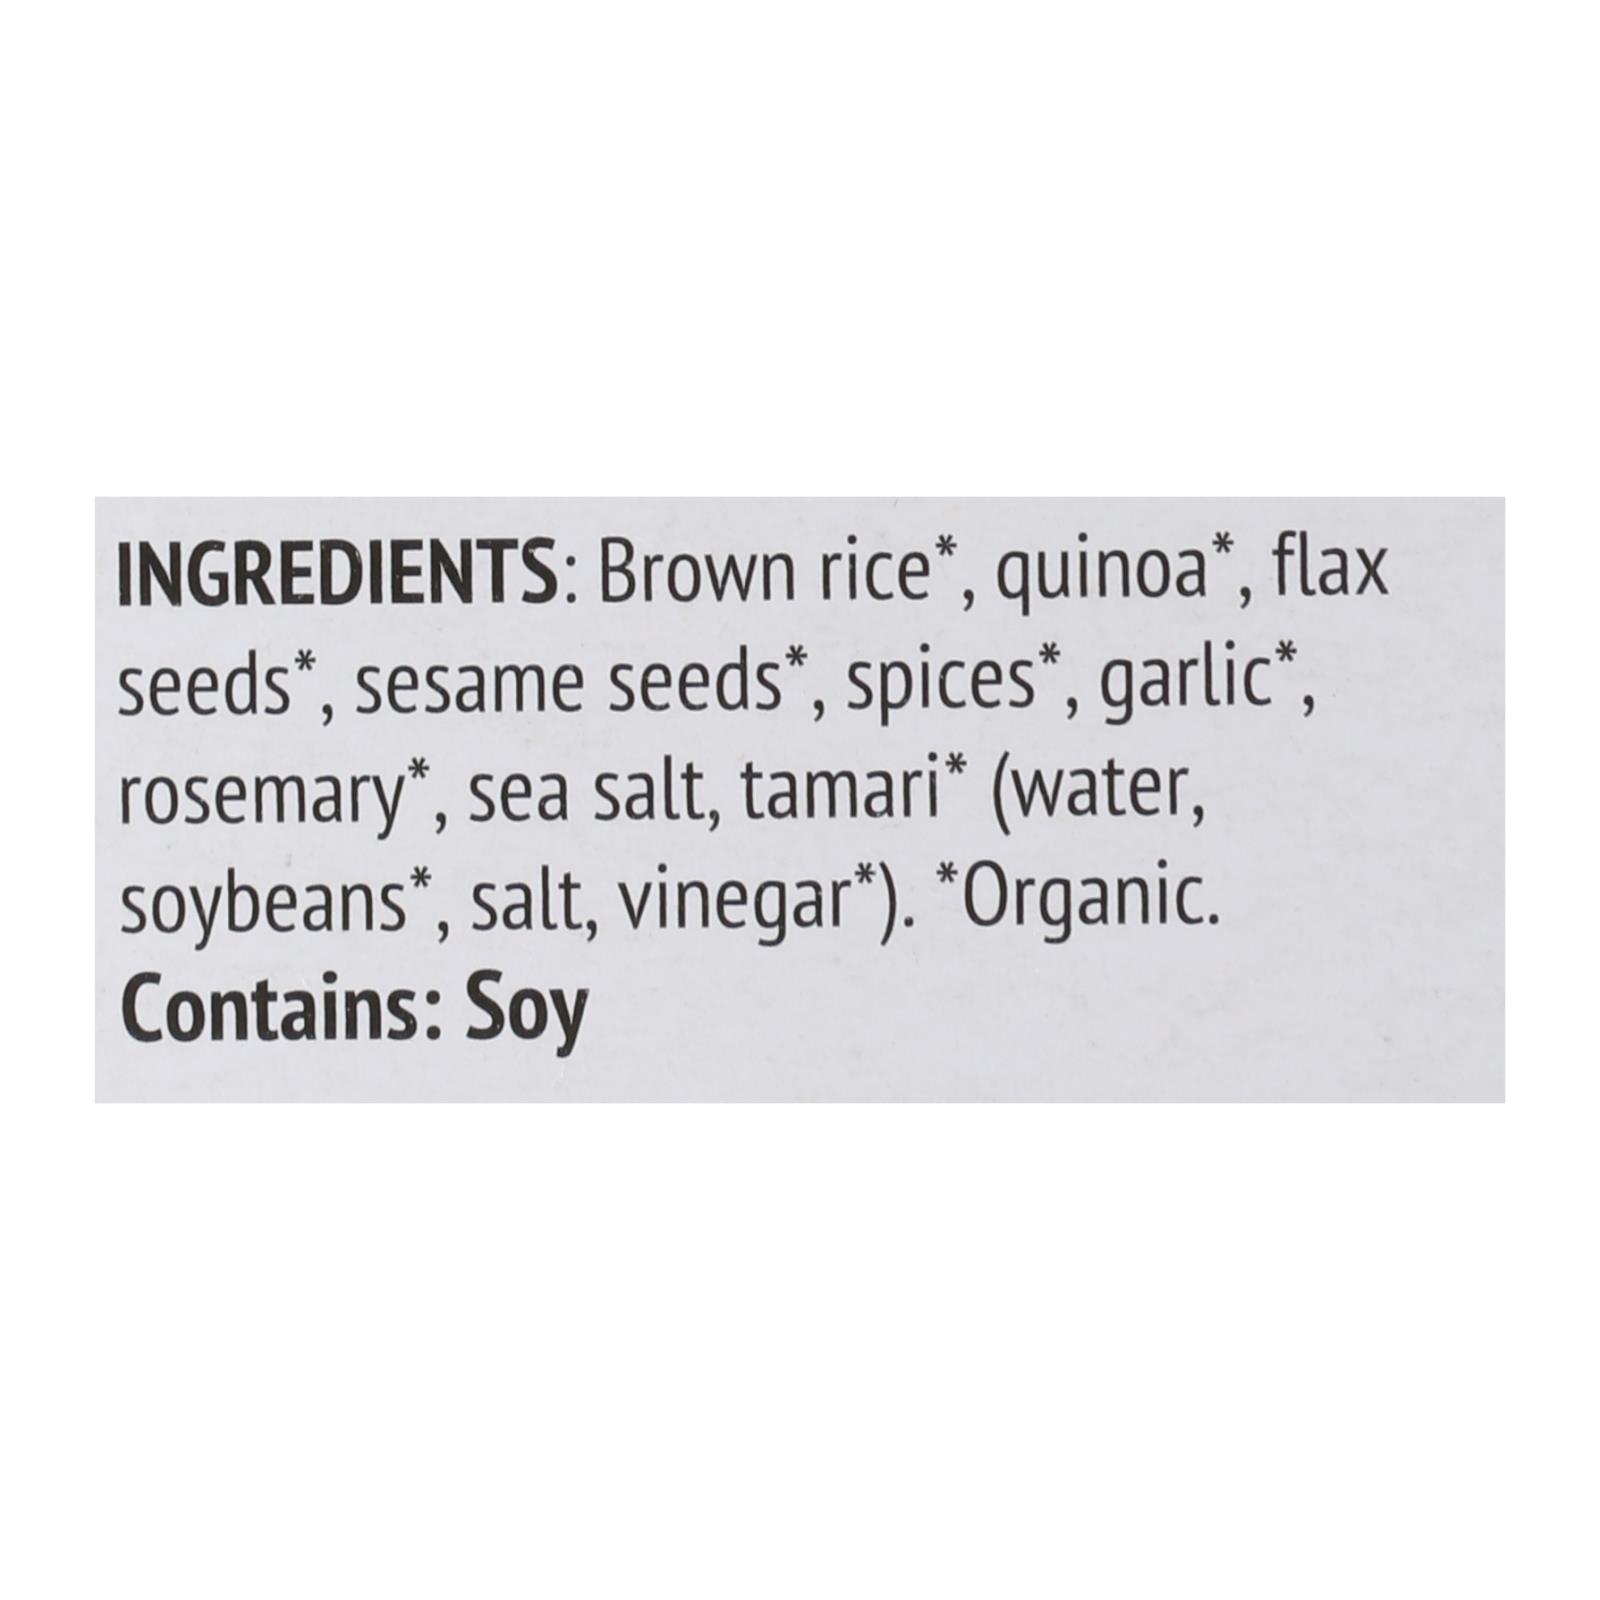 INGREDIENTS: Brown rice*, quinoa*, flax
seeds*, sesame seeds*, spices*, garlic*,
rosemary*, sea salt, tamari* (water,
soybeans*, salt, vinegar*). *Organic.
Contains: Soy